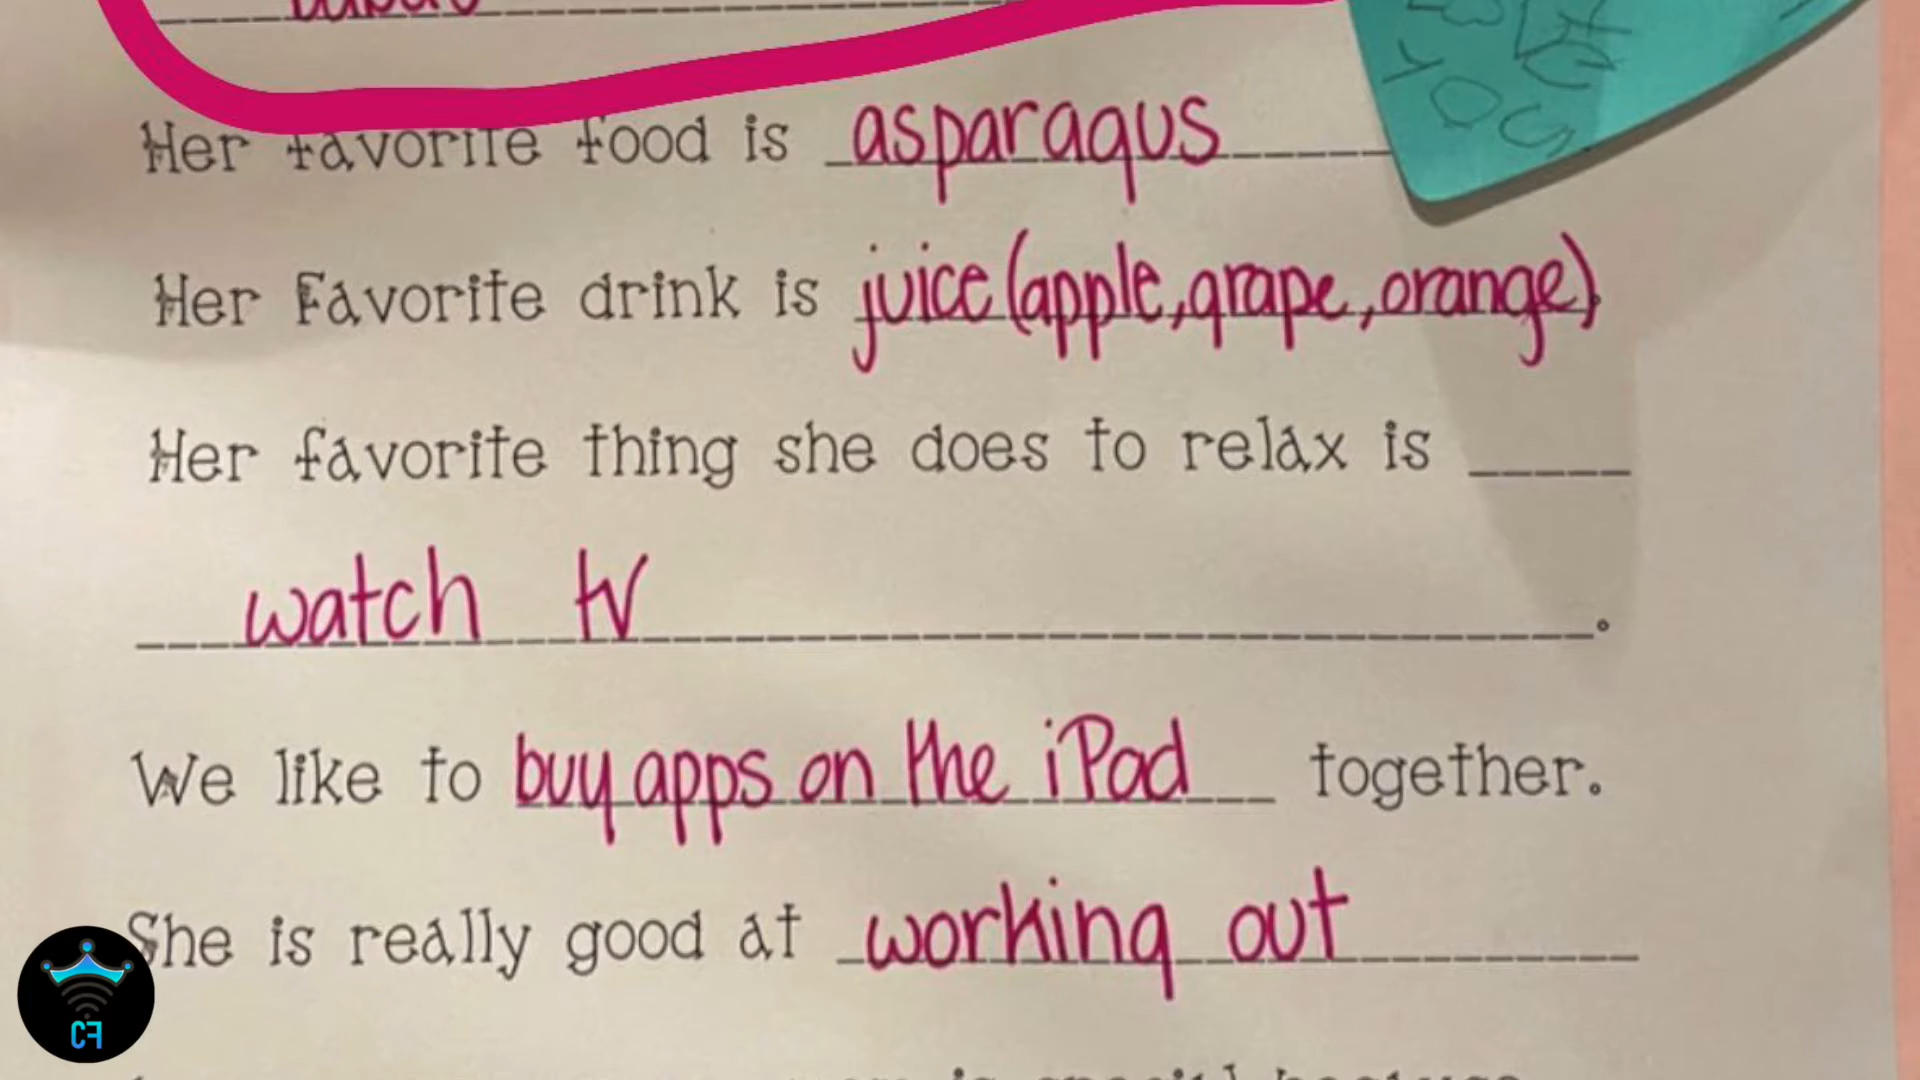 Her favorite food is asparagus
YOU
Her Favorite drink is juice (apple, grape, orange)
Her favorite thing she does to relax is
watch tv.
We like to buy apps on the iPad together.
She is really good at working out
CF